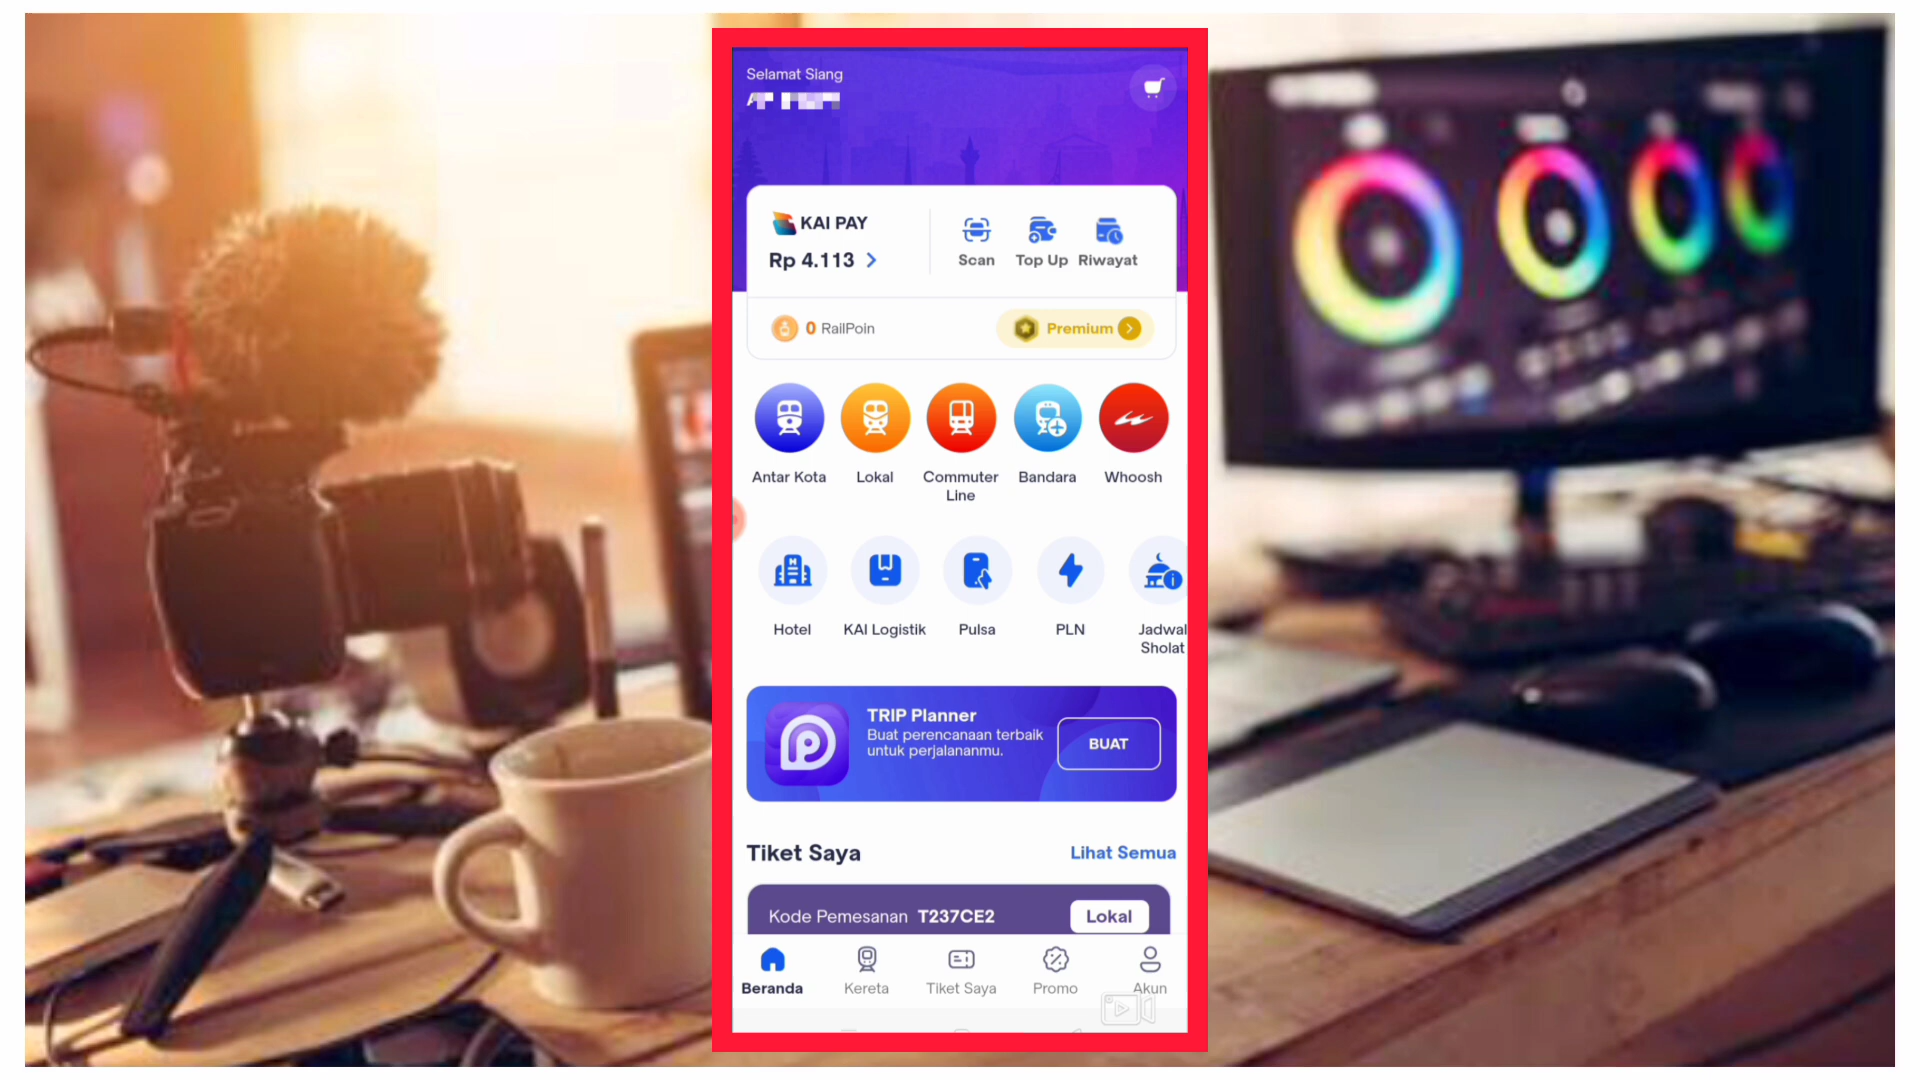 Selamat Siang
KAI PAY
Rp 4.113
Scan
Top Up
Riwayat
0 RailPoin
Premium
Antar Kota
Lokal
Commuter
Line
Bandara
Whoosh
Hotel
KAI Logistik
Pulsa
PLN
Jadwal
Sholat
TRIP Planner
Buat perencanaan terbaik
untuk perjalananmu.
BUAT
Tiket Saya
Lihat Semua
Kode Pemesanan T237CE2
Lokal
Beranda
Kereta
Tiket Saya
Promo
Akun